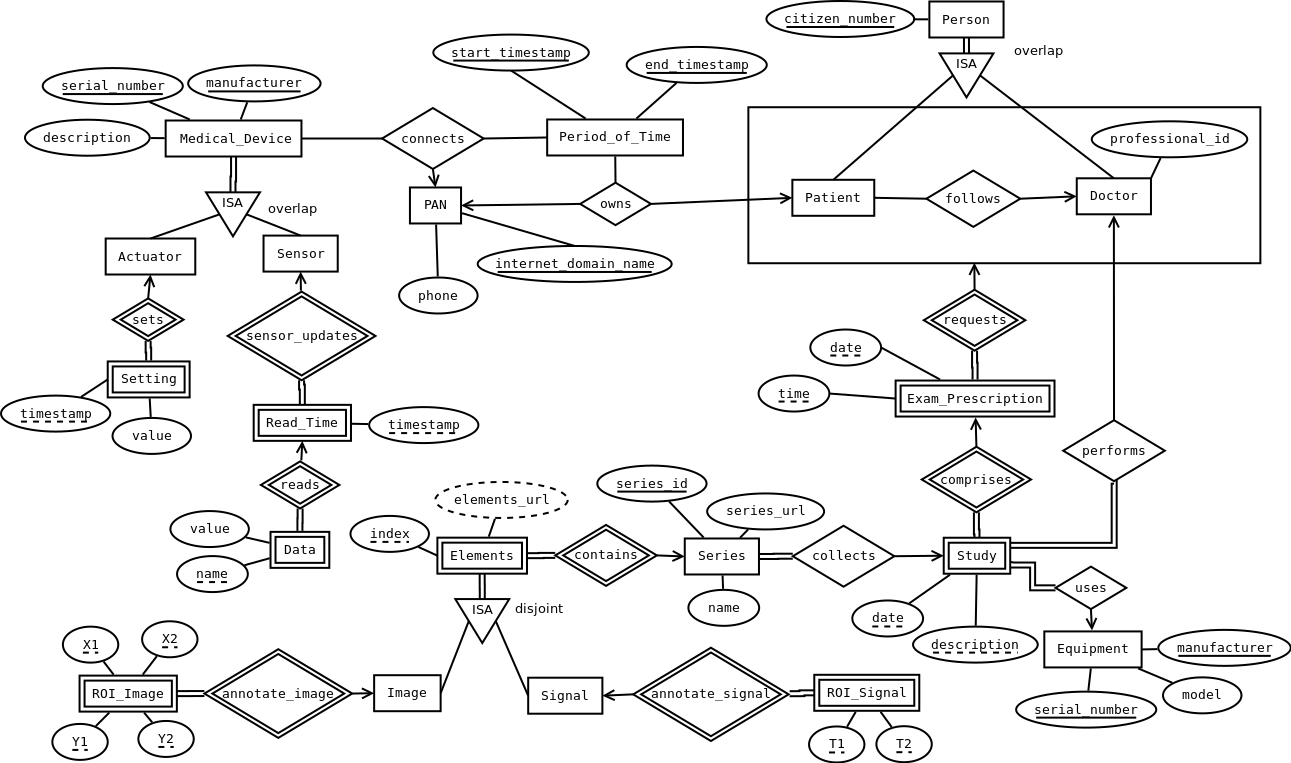 citizen_number
Person
overlap
ISA
start_timestamp
end_timestamp
serial_number
manufacturer
description
Medical_Device
connects
Period_of_Time
professional_id
ISA
overlap
PAN
owns
Patient
follows
Doctor
Actuator
Sensor
internet_domain_name
phone
sets
sensor_updates
requests
date
Setting
time
Exam_Prescription
timestamp
value
Read_Time
timestamp
performs
reads
elements_url
series_id
comprises
value
index
series_url
Data
name
Elements
contains
Series
collects
Study
ISA
disjoint
name
uses
date
description
X1
X2
Equipment
manufacturer
ROI_Image
annotate_image
Image
Signal
annotate_signal
ROI_Signal
model
serial_number
Y1
Y2
T1
T2